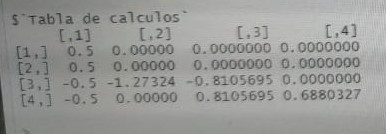 $`Tabla de calculos`
[,1] [,2] [,3] [,4]
[1,] 0.5 0.00000 0.0000000 0.0000000
[2,] 0.5 0.00000 0.0000000 0.0000000
[3,] -0.5 -1.27324 -0.8105695 0.0000000
[4,] -0.5 0.00000 0.8105695 0.6880327